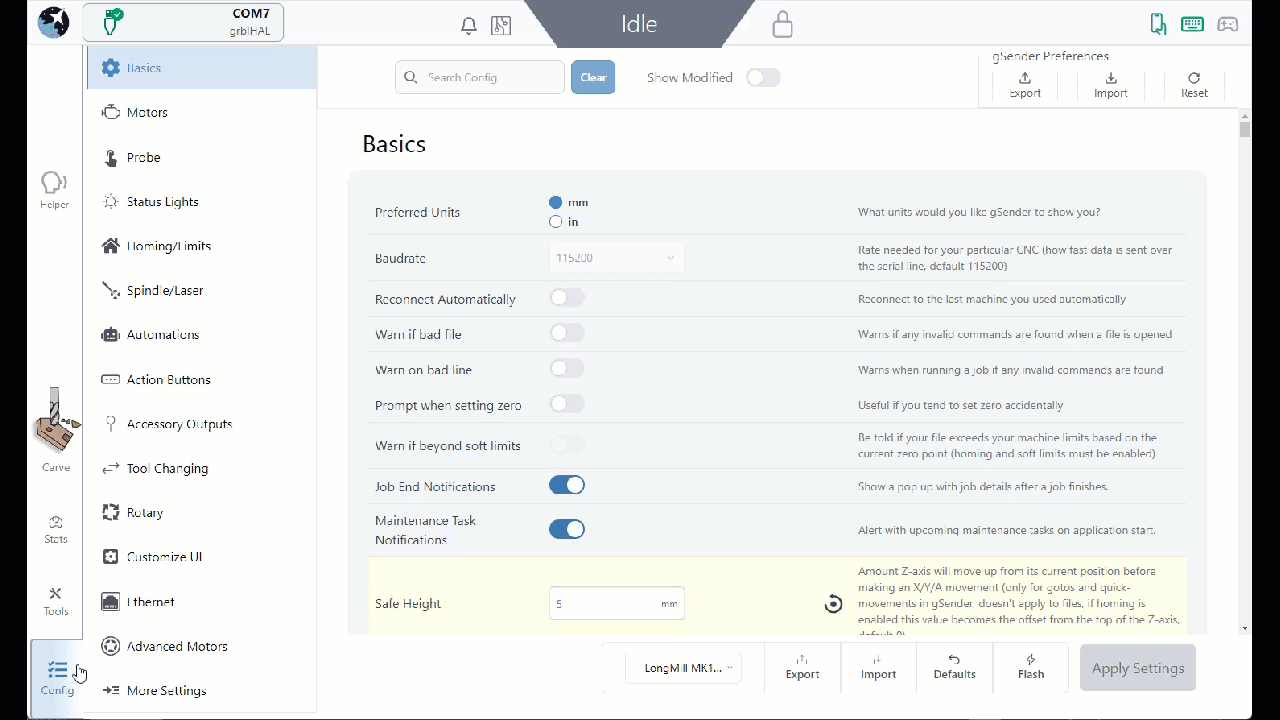 COM7
grblHAL
Idle
Helper
Carve
Stats
Tools
Config
Basics
Motors
Probe
Status Lights
Homing/Limits
Spindle/Laser
Automations
Action Buttons
Accessory Outputs
Tool Changing
Rotary
Customize UI
Ethernet
Advanced Motors
More Settings
Search Config
Clear
Show Modified
gSender Preferences
Export
Import
Reset
Basics
Preferred Units
mm
in
What units would you like gSender to show you?
Baudrate
115200
Rate needed for your particular CNC (how fast data is sent over
the serial line, default 115200)
Reconnect Automatically
Reconnect to the last machine you used automatically
Warn if bad file
Warns if any invalid commands are found when a file is opened
Warn on bad line
Warns when running a job if any invalid commands are found
Prompt when setting zero
Useful if you tend to set zero accidentally
Warn if beyond soft limits
Be told if your file exceeds your machine limits based on the
current zero point (homing and soft limits must be enabled)
Job End Notifications
Show a pop up with job details after a job finishes.
Maintenance Task
Notifications
Alert with upcoming maintenance tasks on application start.
Safe Height
5
mm
Amount Z-axis will move up from its current position before
making an X/Y/A movement (only for gotos and quick-
movements in gSender, doesn't apply to files, if homing is
enabled this value becomes the offset from the top of the Z-axis,
default 0)
LongMill MK1...
Export
Import
Defaults
Flash
Apply Settings